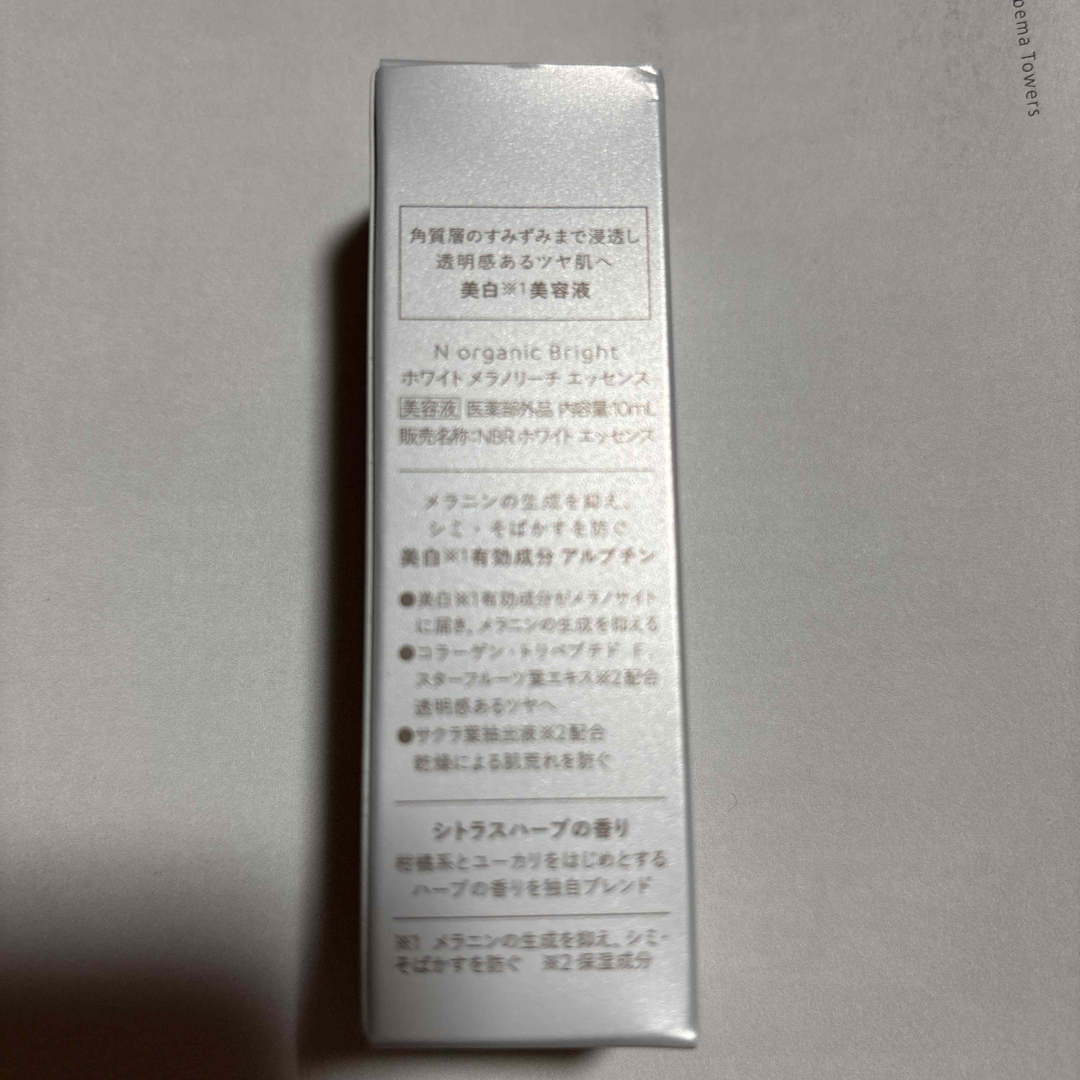 oema Towers
角質層のすみずみまで浸透し
透明感あるツヤ肌へ
美白※1美容液
N organic Bright
ホワイト メラノリーチ エッセンス
美容液 医薬部外品 内容量:10mL
販売名称:NBR ホワイト エッセンス
メラニンの生成を抑え、
シミ・そばかすを防ぐ
美白※1有効成分 アルブチン
●美白※1有効成分がメラノサイト
に届き、メラニンの生成を抑える
●コラーゲン・トリペプチド F、
スターフルーツ葉エキス※2配合
透明感あるツヤへ
●サクラ葉抽出液※2配合
乾燥による肌荒れを防ぐ
シトラスハーブの香り
柑橘系とユーカリをはじめとする
ハーブの香りを独自ブレンド
※1 メラニンの生成を抑え、シミ・
そばかすを防ぐ ※2 保湿成分